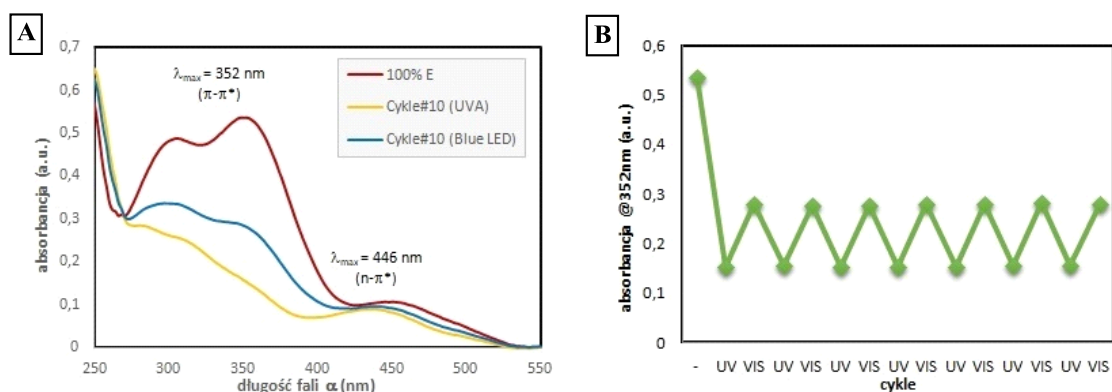 A
0,7
0,6
0,5
0,4
0,3
0,2
0,1
0
absorbancja (a.u.)
λmax = 352 nm
(π-π*)
100% E
Cykle#10 (UVA)
Cykle#10 (Blue LED)
λmax = 446 nm
(n-π*)
250 300 350 400 450 500 550
długość fali α (nm)
B
0,6
0,5
0,4
0,3
0,2
0,1
0
absorbancja @352nm (a.u.)
- UV VIS UV VIS UV VIS UV VIS UV VIS UV VIS UV VIS
cykle